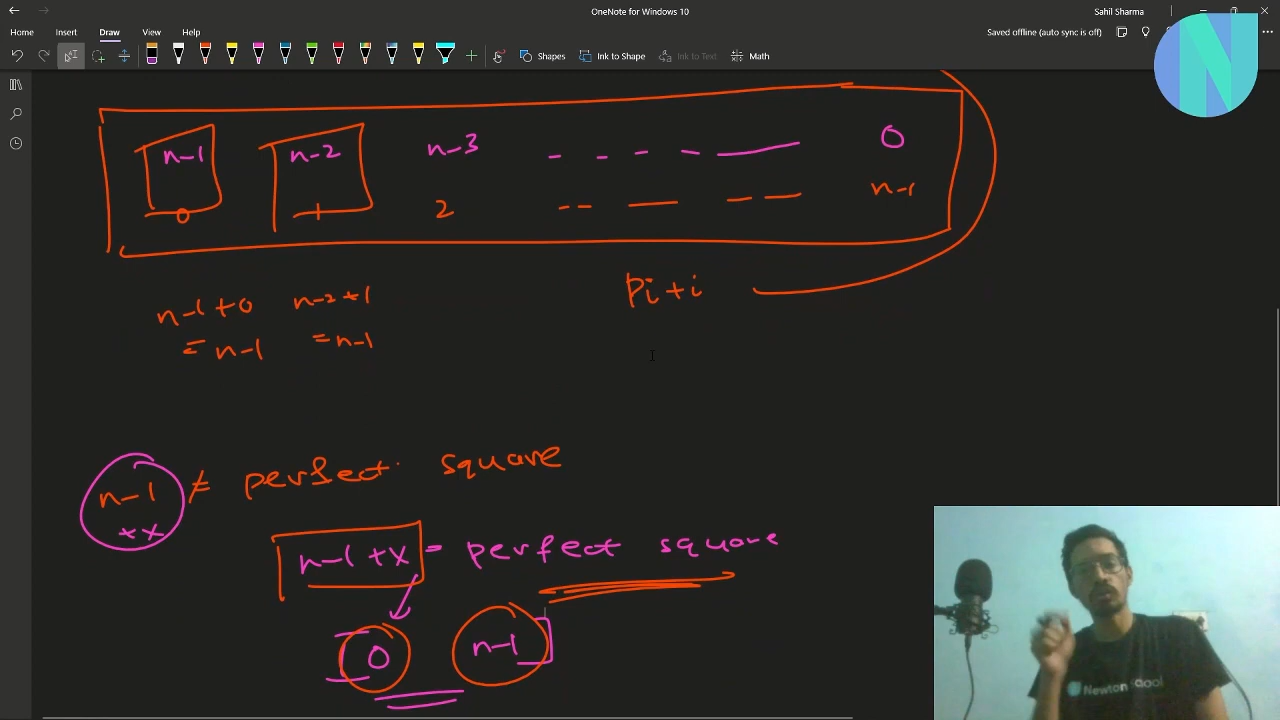 OneNote for Windows 10
Sahil Sharma
Home Insert Draw View Help
Saved offline (auto sync is off)
Shapes Ink to Shape Ink to Text Math
n-1 n-2 n-3 0
0 1 2 n-1
n-1+0 n-2+1 Pi+i
=n-1 =n-1
n-1 ≠ perfect square
+x
n-1+x = perfect square
[0 n-1]
Newton School